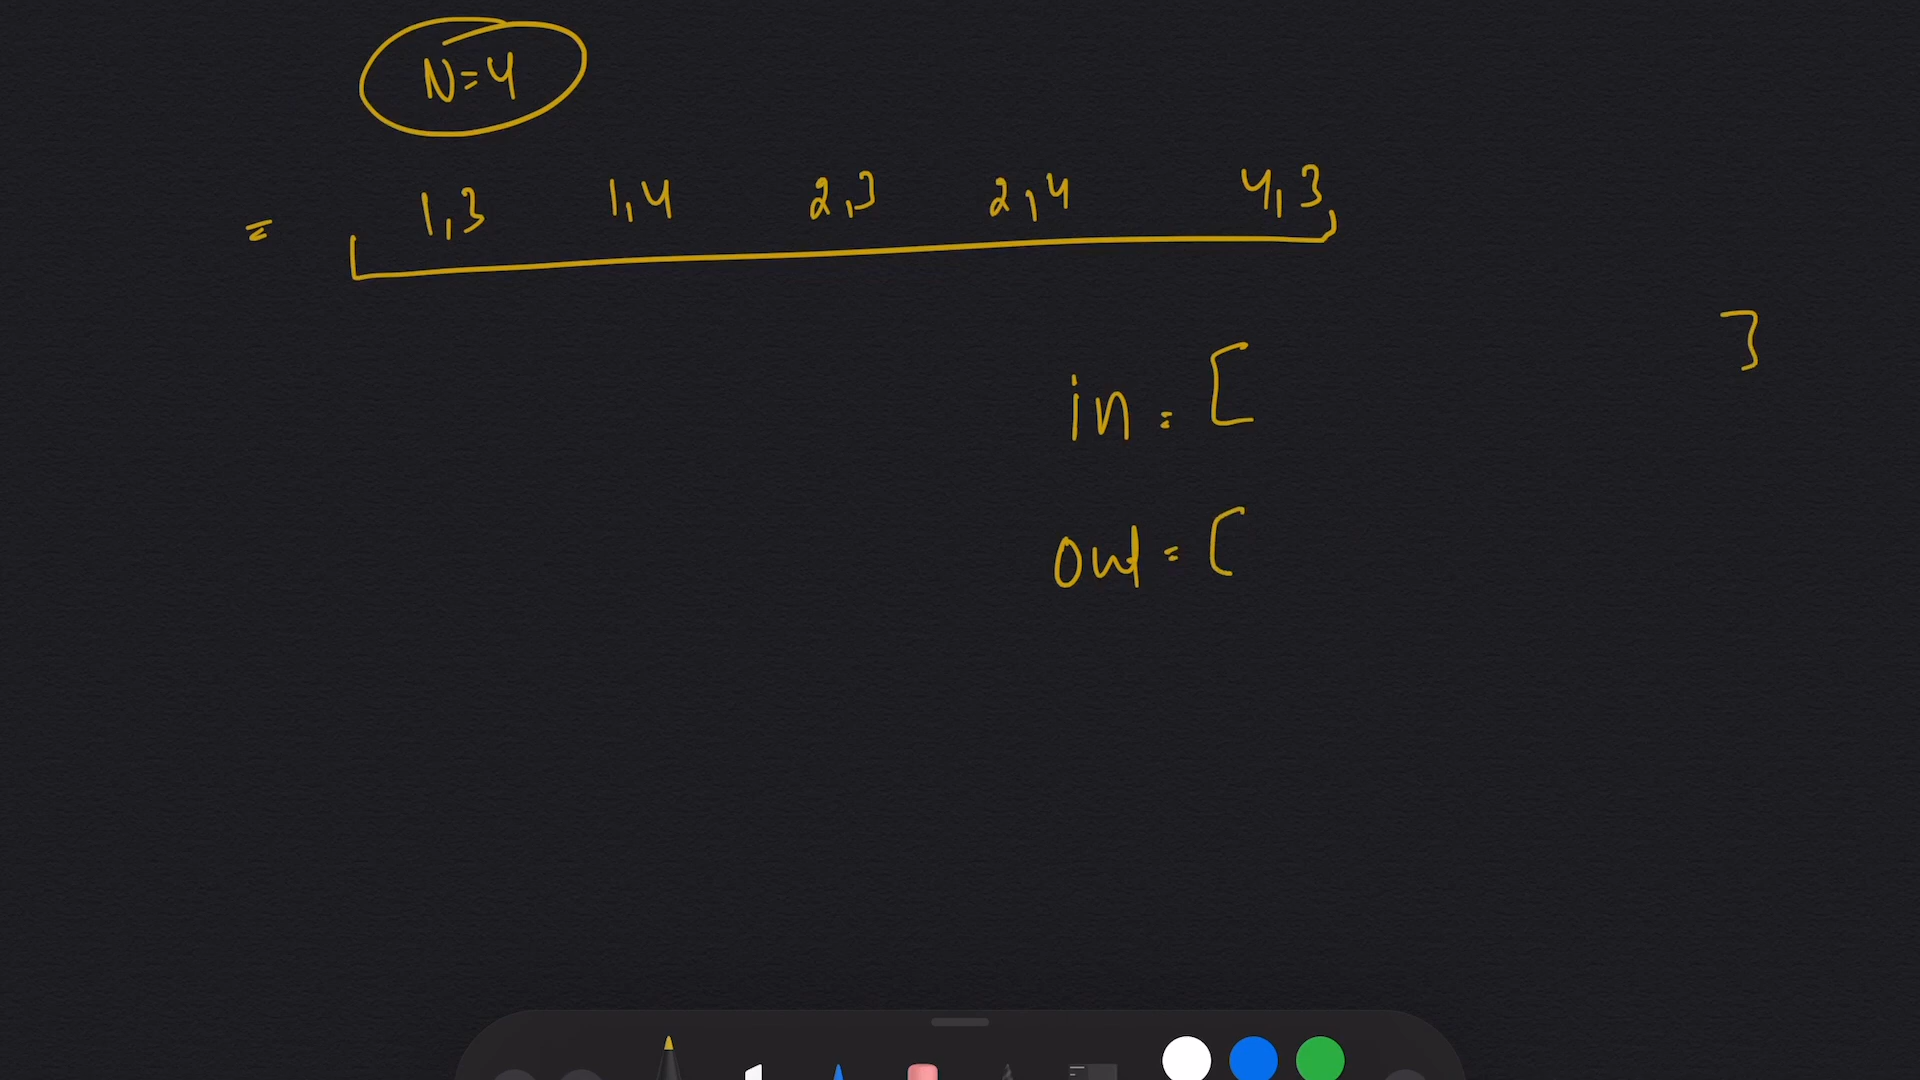 N=4
= [ 1,3 1,4 2,3 2,4 4,3 ]
in = [ ]
out = [